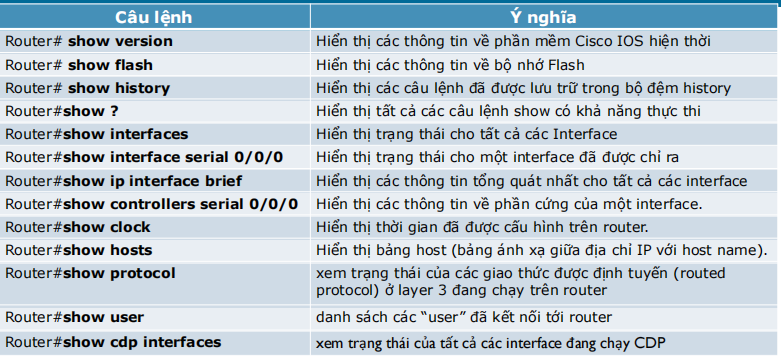 Câu lệnh Ý nghĩa
Router# show version Hiển thị các thông tin về phần mềm Cisco IOS hiện thời
Router# show flash Hiển thị các thông tin về bộ nhớ Flash
Router# show history Hiển thị các câu lệnh đã được lưu trữ trong bộ đệm history
Router#show ? Hiển thị tất cả các câu lệnh show có khả năng thực thi
Router#show interfaces Hiển thị trạng thái cho tất cả các Interface
Router#show interface serial 0/0/0 Hiển thị trạng thái cho một interface đã được chỉ ra
Router#show ip interface brief Hiển thị các thông tin tổng quát nhất cho tất cả các interface
Router#show controllers serial 0/0/0 Hiển thị các thông tin về phần cứng của một interface.
Router#show clock Hiển thị thời gian đã được cấu hình trên router.
Router#show hosts Hiển thị bảng host (bảng ánh xạ giữa địa chỉ IP với host name).
Router#show protocol xem trạng thái của các giao thức được định tuyến (routed
protocol) ở layer 3 đang chạy trên router
Router#show user danh sách các “user” đã kết nối tới router
Router#show cdp interfaces xem trạng thái của tất cả các interface đang chạy CDP